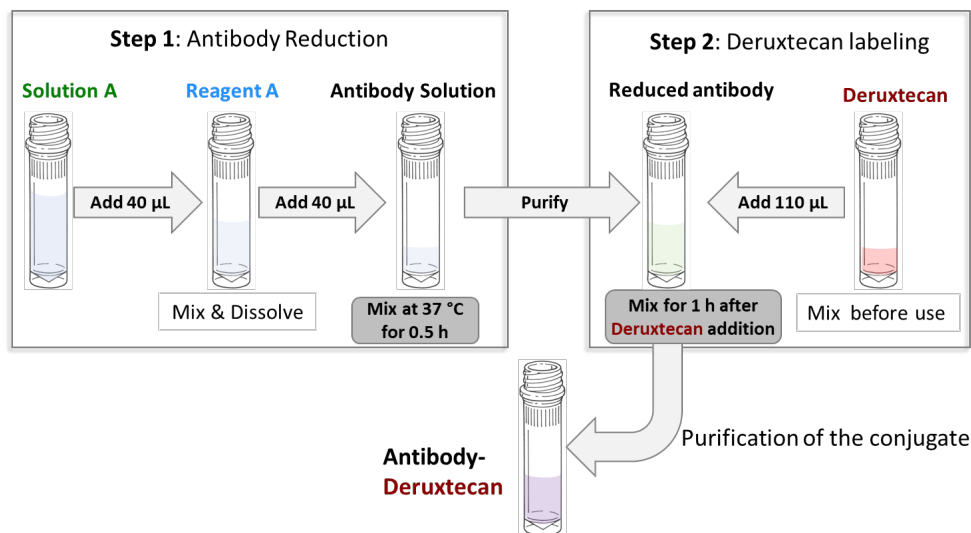 Step 1: Antibody Reduction
Solution A
Reagent A
Antibody Solution
Add 40 µL
Add 40 µL
Mix & Dissolve
Mix at 37 °C
for 0.5 h
Purify
Step 2: Deruxtecan labeling
Reduced antibody
Deruxtecan
Add 110 µL
Mix for 1 h after
Deruxtecan addition
Mix before use
Purification of the conjugate
Antibody-
Deruxtecan